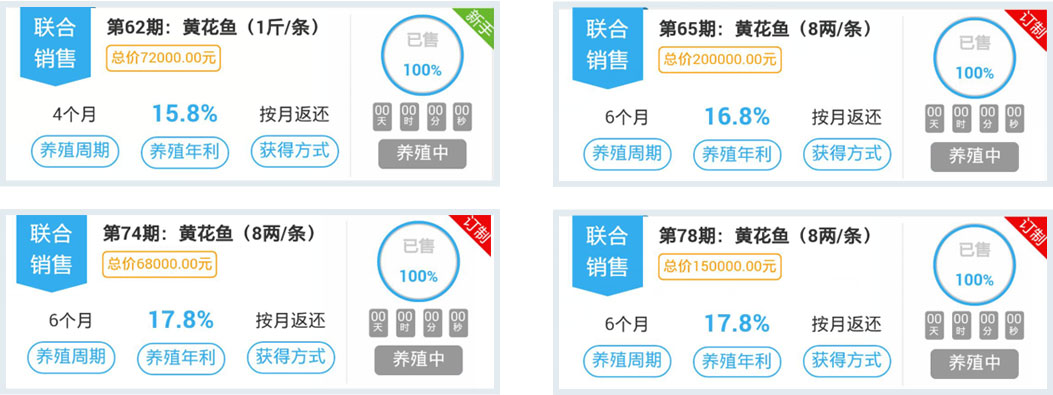 联合
销售
第62期：黄花鱼（1斤/条）
总价72000.00元
新手
已售
100%
00 00 00 00
天 时 分 秒
4个月 15.8% 按月返还
养殖周期 养殖年利 获得方式
养殖中
联合
销售
第65期：黄花鱼（8两/条）
总价200000.00元
订制
已售
100%
00 00 00 00
天 时 分 秒
6个月 16.8% 按月返还
养殖周期 养殖年利 获得方式
养殖中
联合
销售
第74期：黄花鱼（8两/条）
总价68000.00元
订制
已售
100%
00 00 00 00
天 时 分 秒
6个月 17.8% 按月返还
养殖周期 养殖年利 获得方式
养殖中
联合
销售
第78期：黄花鱼（8两/条）
总价150000.00元
订制
已售
100%
00 00 00 00
天 时 分 秒
6个月 17.8% 按月返还
养殖周期 养殖年利 获得方式
养殖中